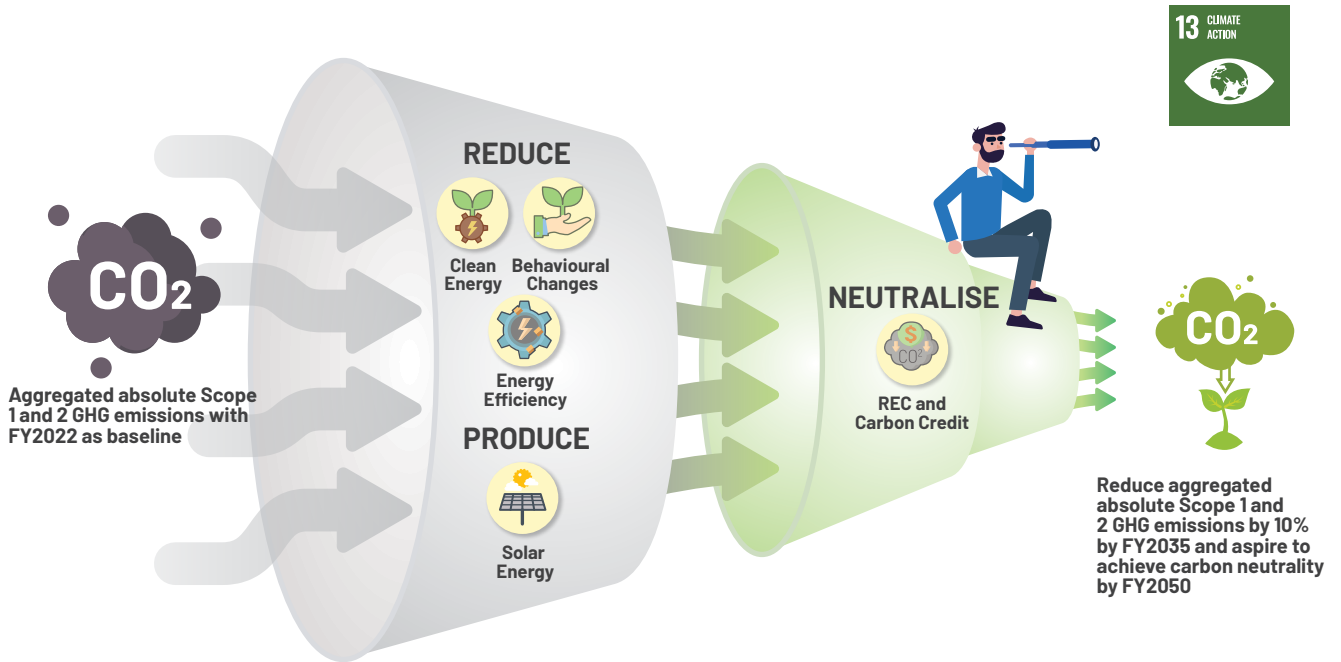 13 CLIMATE
ACTION
CO2
Aggregated absolute Scope
1 and 2 GHG emissions with
FY2022 as baseline
REDUCE
Clean
Energy
Behavioural
Changes
Energy
Efficiency
PRODUCE
Solar
Energy
NEUTRALISE
$
CO2
REC and
Carbon Credit
CO2
Reduce aggregated
absolute Scope 1 and
2 GHG emissions by 10%
by FY2035 and aspire to
achieve carbon neutrality
by FY2050